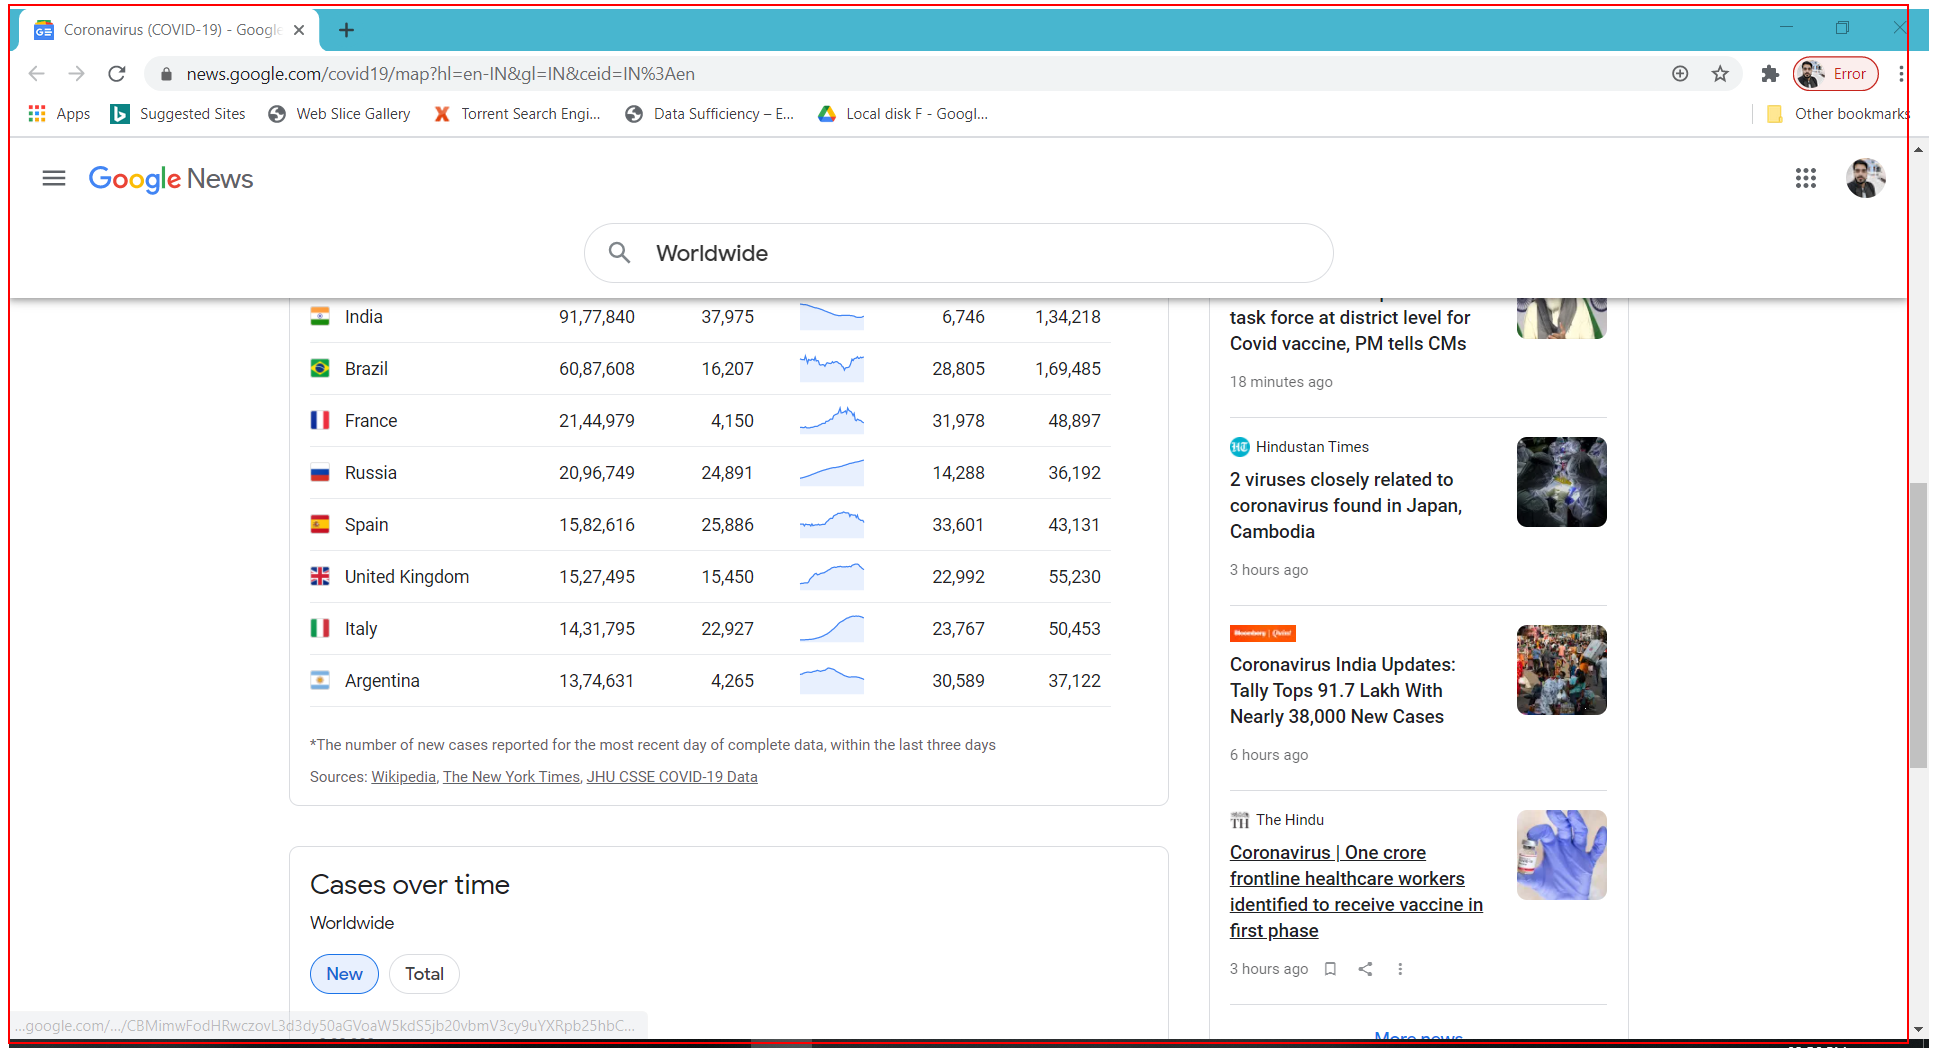 Coronavirus (COVID-19) - Google
news.google.com/covid19/map?hl=en-IN&gl=IN&ceid=IN%3Aen
Error
Apps
Suggested Sites
Web Slice Gallery
Torrent Search Engi...
Data Sufficiency – E...
Local disk F - Googl...
Other bookmarks
Google News
Worldwide
India 91,77,840 37,975 6,746 1,34,218
Brazil 60,87,608 16,207 28,805 1,69,485
France 21,44,979 4,150 31,978 48,897
Russia 20,96,749 24,891 14,288 36,192
Spain 15,82,616 25,886 33,601 43,131
United Kingdom 15,27,495 15,450 22,992 55,230
Italy 14,31,795 22,927 23,767 50,453
Argentina 13,74,631 4,265 30,589 37,122
*The number of new cases reported for the most recent day of complete data, within the last three days
Sources: Wikipedia, The New York Times, JHU CSSE COVID-19 Data
Cases over time
Worldwide
New
Total
...google.com/.../CBMimwFodHRwczovL3d3dy50aGVoaW5kdS5jb20vbmV3cy9uYXRpb25hbC...
task force at district level for
Covid vaccine, PM tells CMs
18 minutes ago
HT Hindustan Times
2 viruses closely related to
coronavirus found in Japan,
Cambodia
3 hours ago
Bloomberg | Quint
Coronavirus India Updates:
Tally Tops 91.7 Lakh With
Nearly 38,000 New Cases
6 hours ago
TH The Hindu
Coronavirus | One crore
frontline healthcare workers
identified to receive vaccine in
first phase
3 hours ago
More news